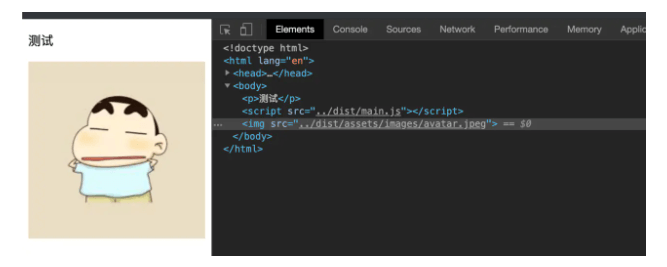 测试
Elements Console Sources Network Performance Memory Applic
<!doctype html>
<html lang="en">
<head>…</head>
<body>
<p>测试</p>
<script src="../dist/main.js"></script>
... <img src="../dist/assets/images/avatar.jpeg"> == $0
</body>
</html>